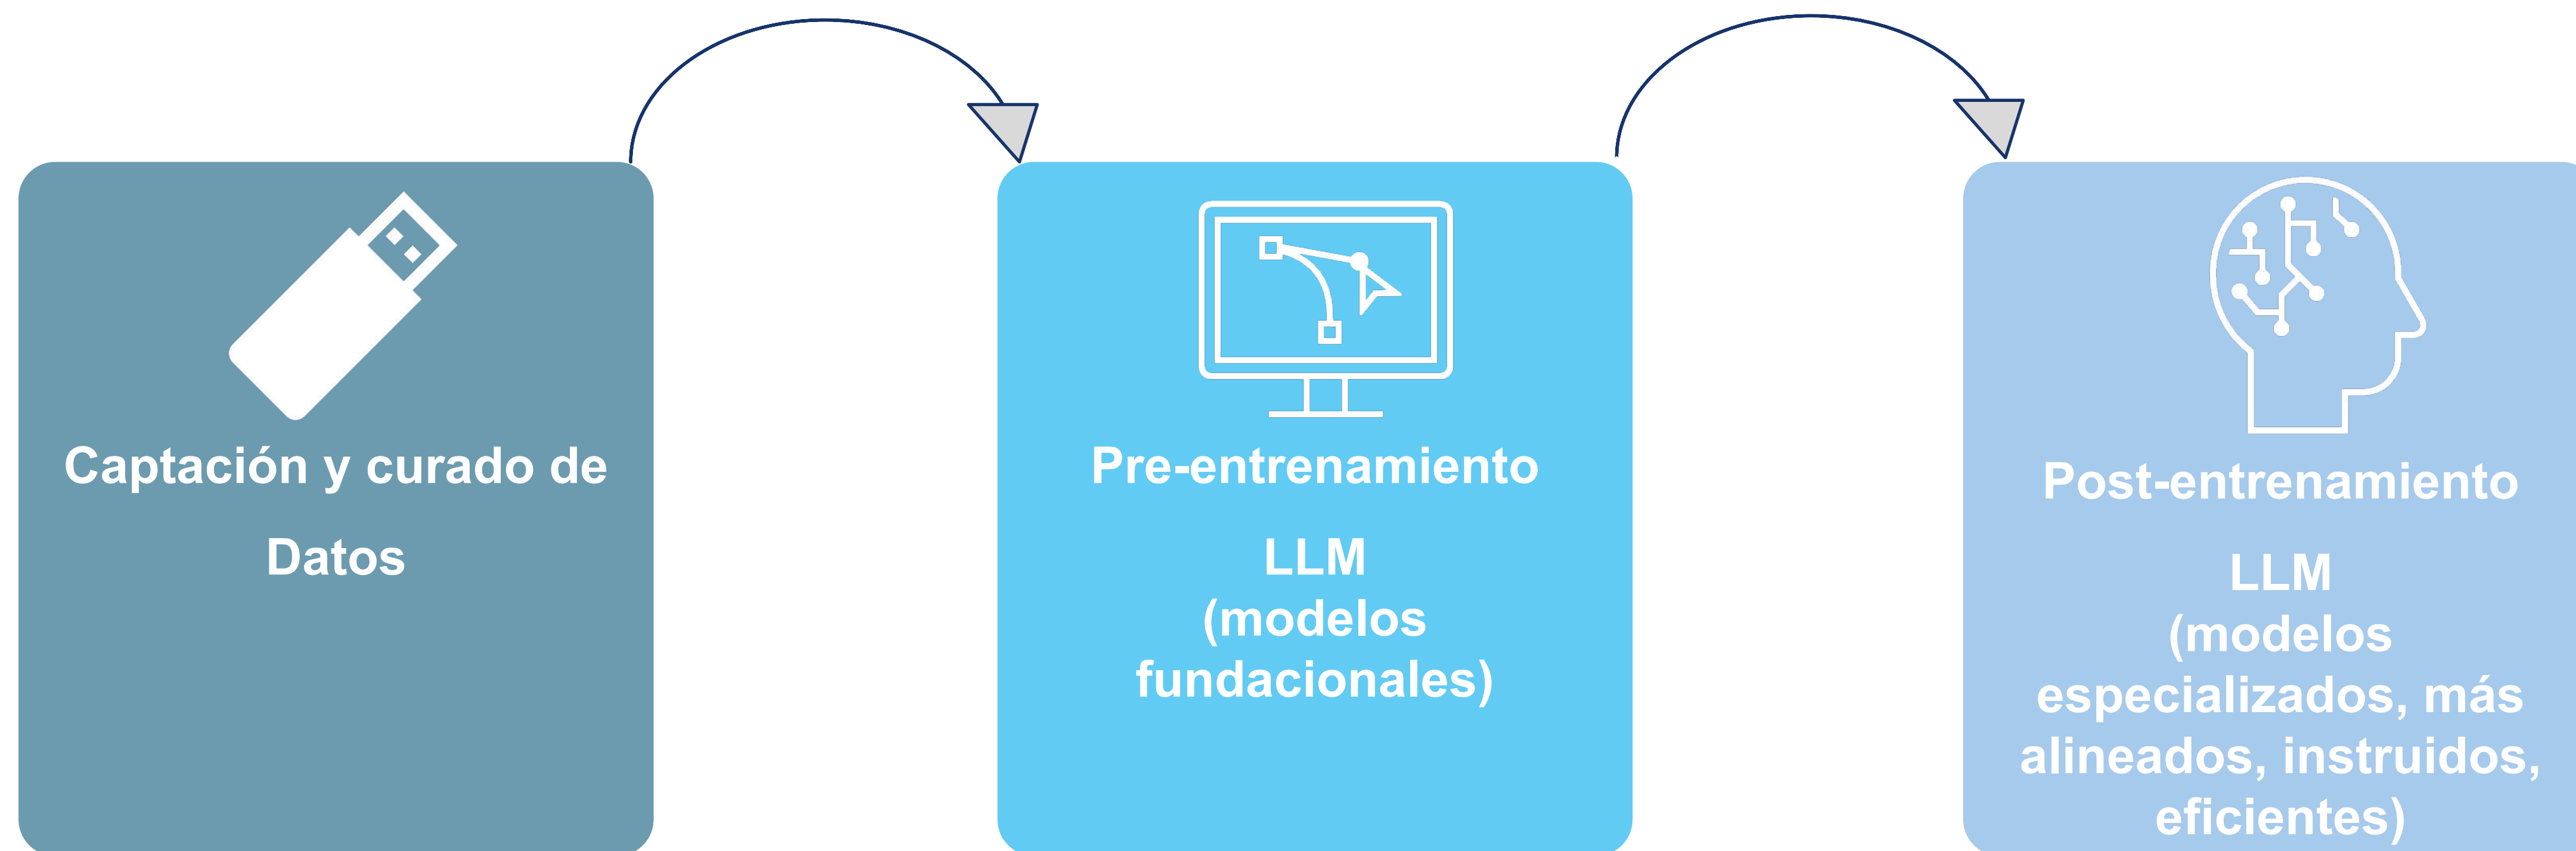 Captación y curado de
Datos
Pre-entrenamiento
LLM
(modelos
fundacionales)
Post-entrenamiento
LLM
(modelos
especializados, más
alineados, instruidos,
eficientes)